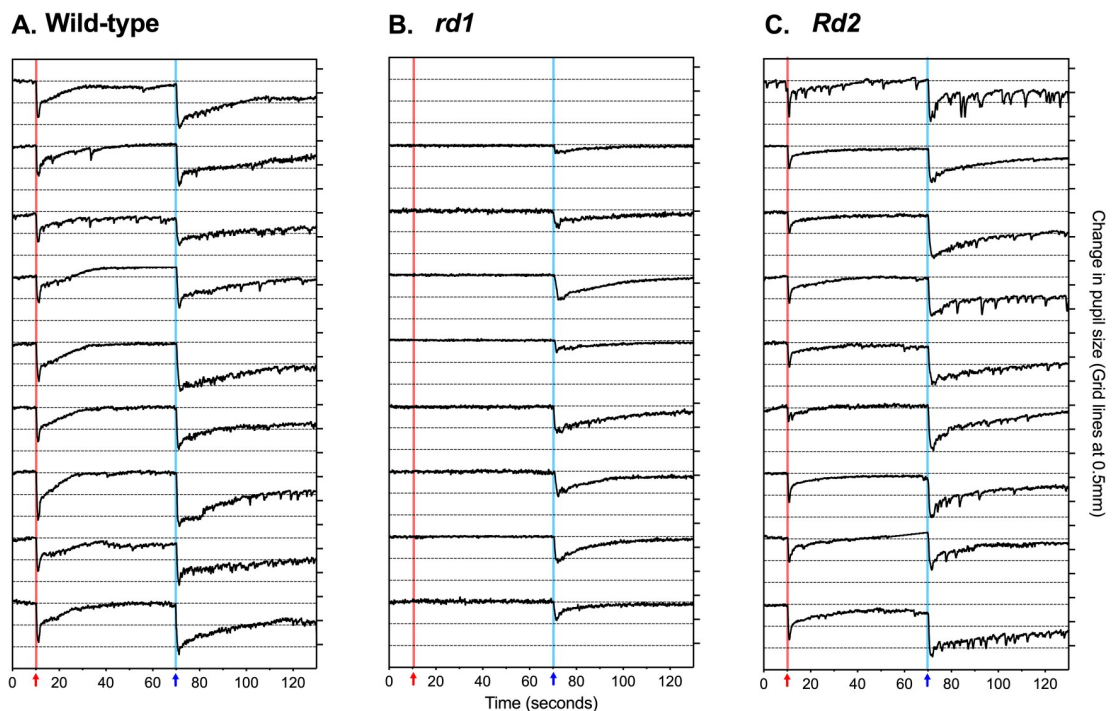 A. Wild-type
B. rd1
C. Rd2
Change in pupil size (Grid lines at 0.5mm)
0 20 40 60 80 100 120
0 20 40 60 80 100 120
0 20 40 60 80 100 120
Time (seconds)